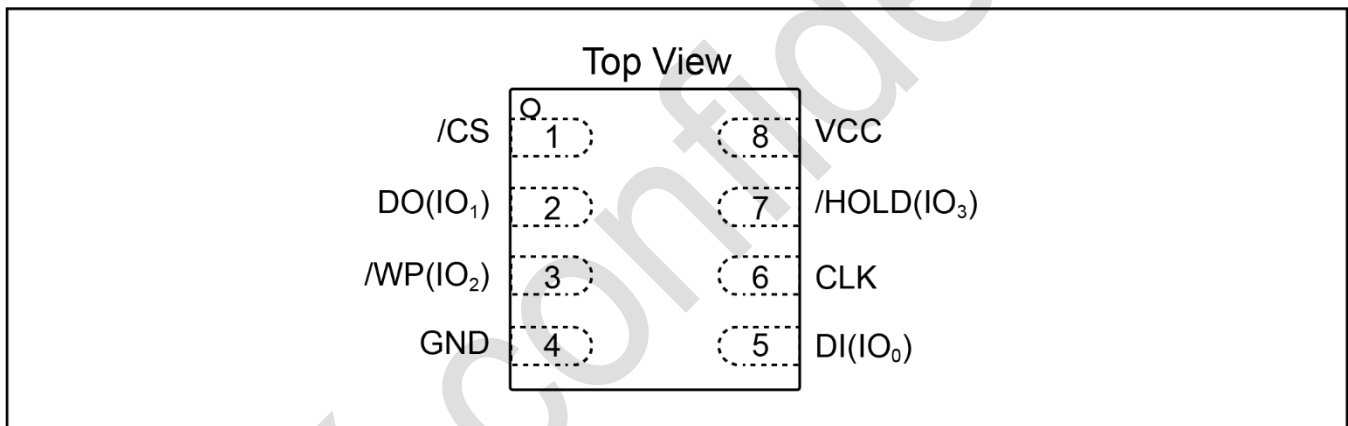 Top View
/CS 1 8 VCC
DO(IO₁) 2 7 /HOLD(IO₃)
/WP(IO₂) 3 6 CLK
GND 4 5 DI(IO₀)